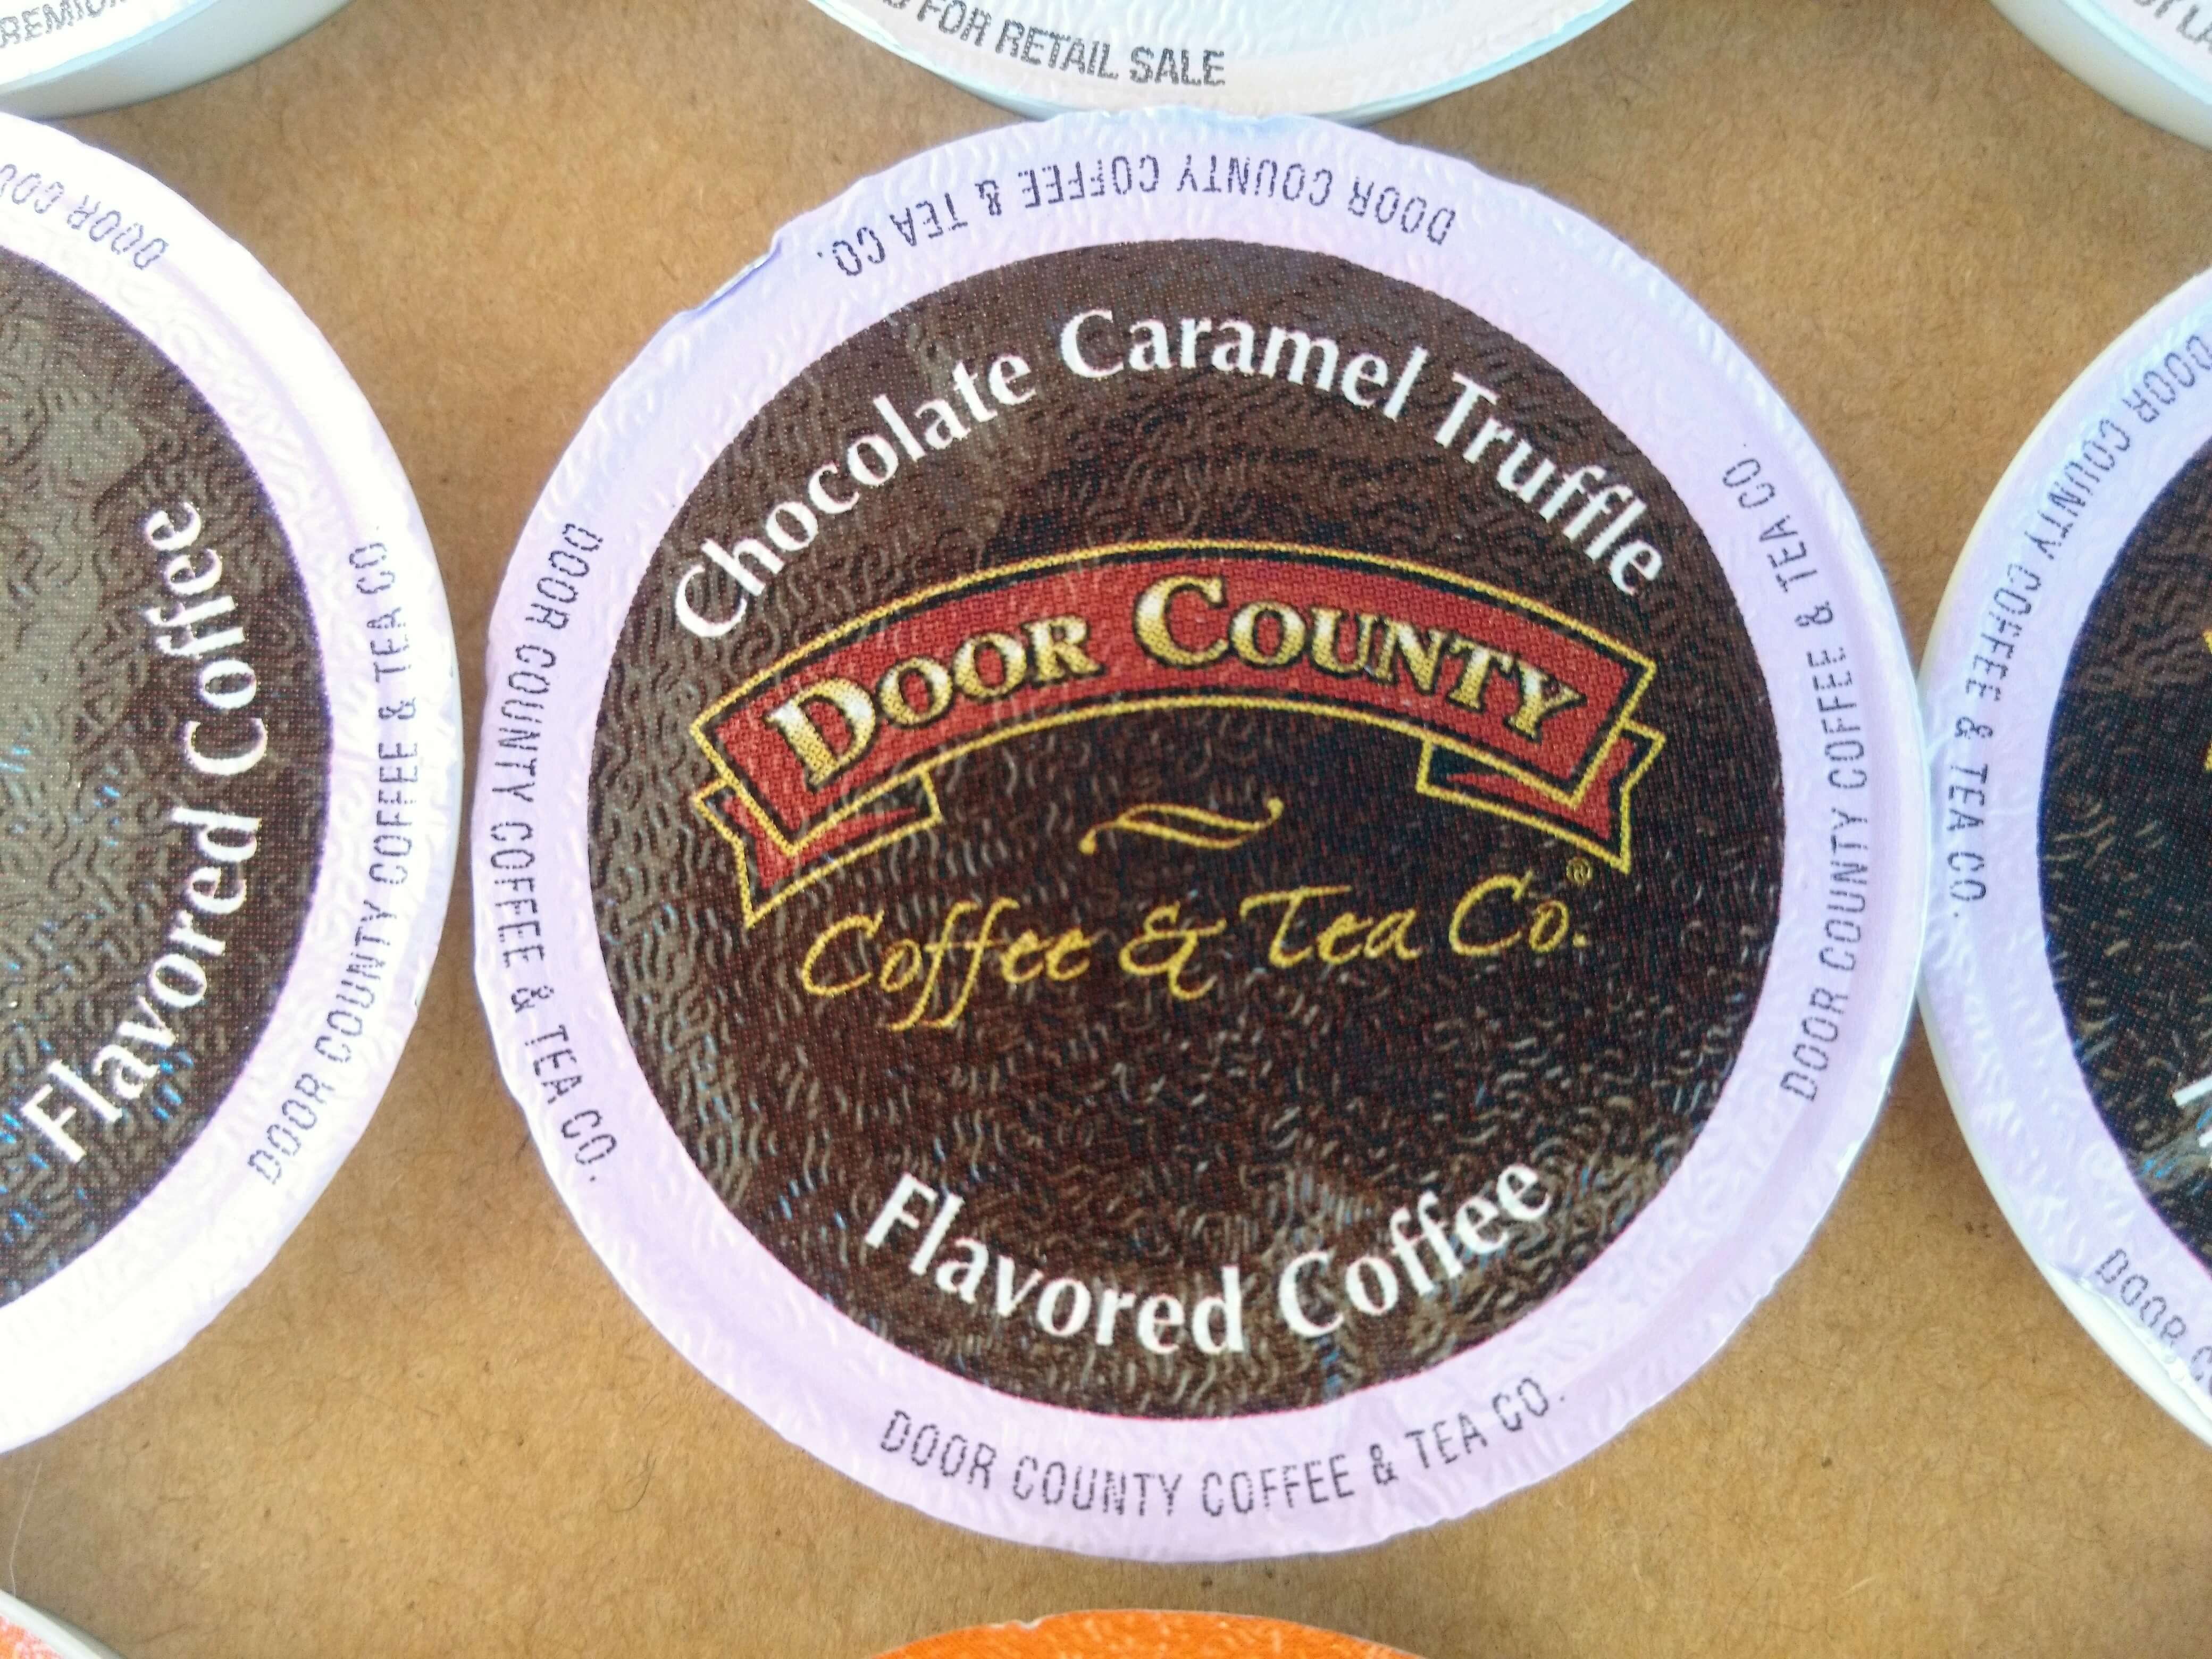 FOR RETAIL SALE
DOOR COUNTY COFFEE & TEA CO.
Chocolate Caramel Truffle
DOOR COUNTY
Coffee & Tea Co.®
Flavored Coffee
DOOR COUNTY COFFEE & TEA CO.
DOOR COUNTY COFFEE & TEA CO
DOOR COUNTY COFFEE & TEA CO.
DOOR
Flavored Coffee
DOOR COUNTY COFFEE & TEA CO
DOOR COUNTY COFFEE & TEA CO.
DOOR